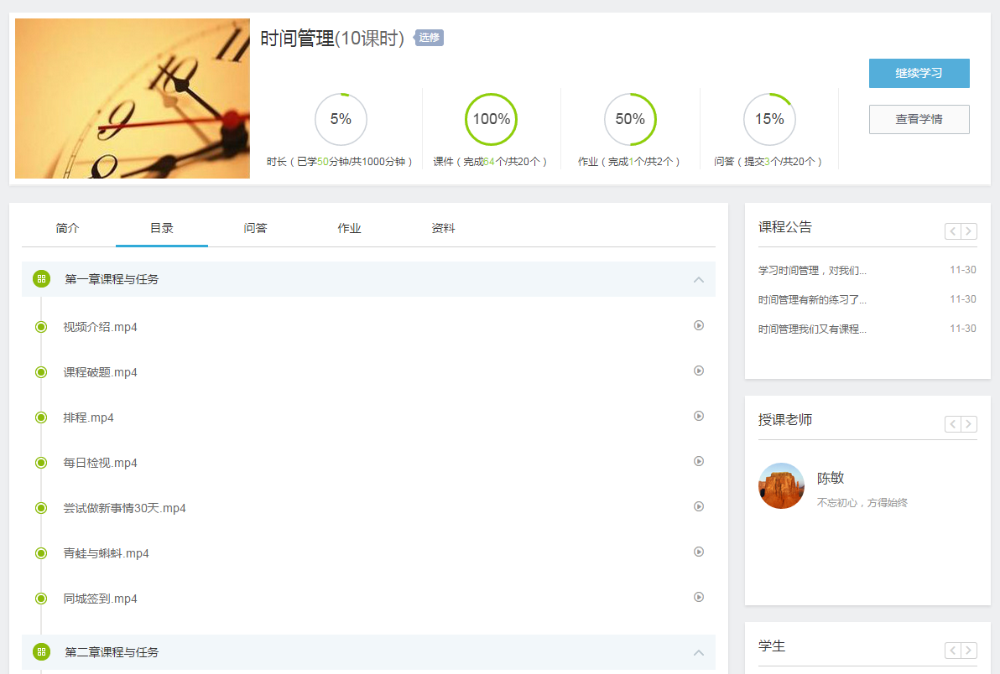 时间管理(10课时) 选修
继续学习
查看学情
5%
100%
50%
15%
时长（已学50分钟/共1000分钟）
课件（完成64个/共20个）
作业（完成1个/共2个）
问答（提交3个/共20个）
简介 目录 问答 作业 资料
第一章课程与任务
视频介绍.mp4
课程破题.mp4
排程.mp4
每日检视.mp4
尝试做新事情30天.mp4
青蛙与蝌蚪.mp4
同城签到.mp4
第二章课程与任务
课程公告
学习时间管理，对我们... 11-30
时间管理有新的练习了... 11-30
时间管理我们又有课程... 11-30
授课老师
陈敏
不忘初心，方得始终
学生
11
10
9
8